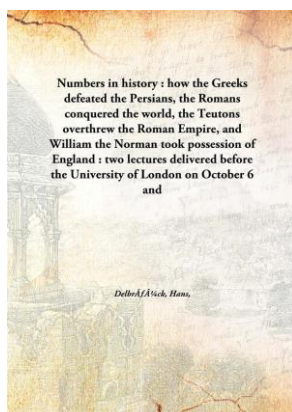 Numbers in history : how the Greeks
defeated the Persians, the Romans
conquered the world, the Teutons
overthrew the Roman Empire, and
William the Norman took possession of
England : two lectures delivered before
the University of London on October 6
and
DelbrÃƒÂ¼ck, Hans,